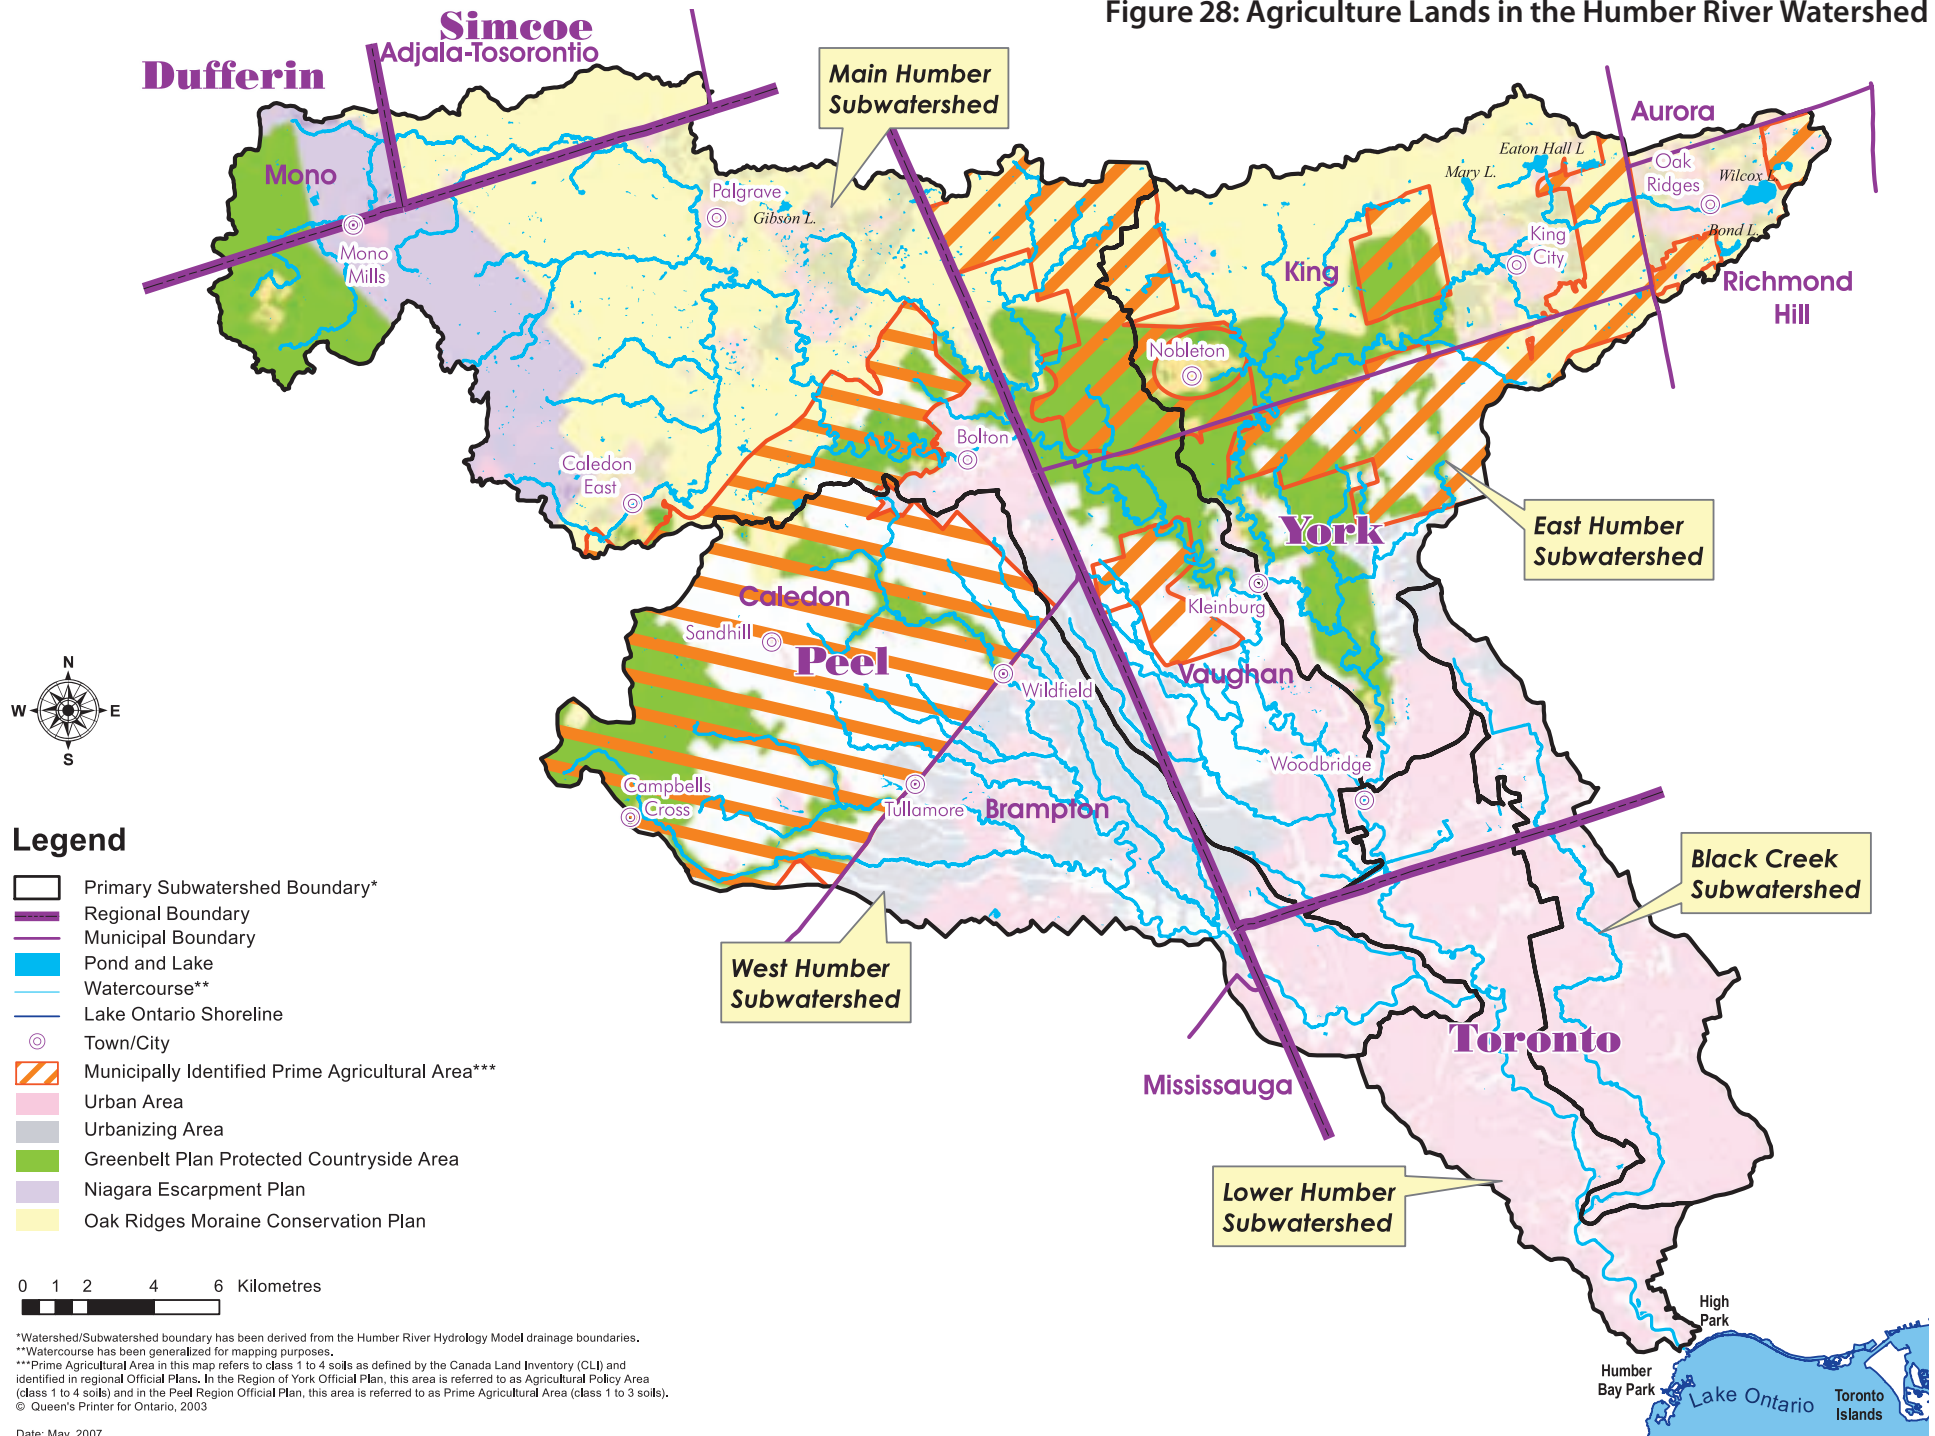 Figure 28: Agriculture Lands in the Humber River Watershed
Simcoe
Adjala-Tosorontio
Dufferin
Main Humber
Subwatershed
Aurora
Mono
Eaton Hall L
Mary L.
Oak
Ridges
Wilcox L.
Palgrave
Gibson L.
Mono
Mills
King
City
Bond L.
King
Richmond
Hill
Nobleton
Bolton
Caledon
East
York
East Humber
Subwatershed
Caledon
Kleinburg
Sandhill
Peel
Vaughan
Wildfield
N
W
E
S
Woodbridge
Campbells
Cross
Tullamore
Brampton
Black Creek
Subwatershed
West Humber
Subwatershed
Toronto
Mississauga
Lower Humber
Subwatershed
High
Park
Humber
Bay Park
Lake Ontario
Toronto
Islands
Legend
Primary Subwatershed Boundary*
Regional Boundary
Municipal Boundary
Pond and Lake
Watercourse**
Lake Ontario Shoreline
Town/City
Municipally Identified Prime Agricultural Area***
Urban Area
Urbanizing Area
Greenbelt Plan Protected Countryside Area
Niagara Escarpment Plan
Oak Ridges Moraine Conservation Plan
0 1 2 4 6 Kilometres
*Watershed/Subwatershed boundary has been derived from the Humber River Hydrology Model drainage boundaries.
**Watercourse has been generalized for mapping purposes.
***Prime Agricultural Area in this map refers to class 1 to 4 soils as defined by the Canada Land Inventory (CLI) and
identified in regional Official Plans. In the Region of York Official Plan, this area is referred to as Agricultural Policy Area
(class 1 to 4 soils) and in the Peel Region Official Plan, this area is referred to as Prime Agricultural Area (class 1 to 3 soils).
© Queen's Printer for Ontario, 2003
Date: May, 2007